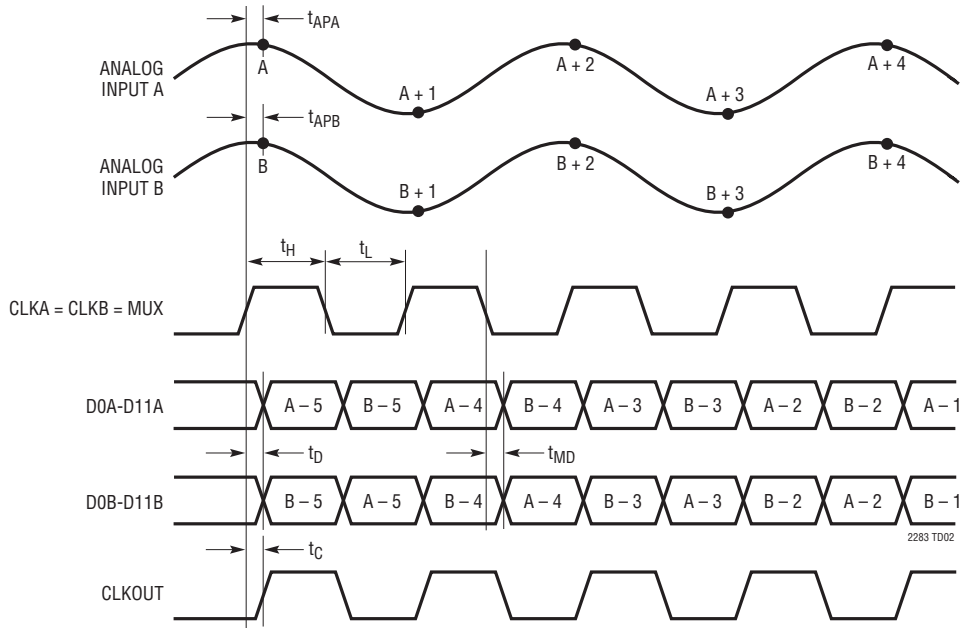 tAPA
ANALOG
INPUT A
A
A + 1
A + 2
A + 3
A + 4
tAPB
ANALOG
INPUT B
B
B + 1
B + 2
B + 3
B + 4
tH
tL
CLKA = CLKB = MUX
D0A-D11A
A – 5
B – 5
A – 4
B – 4
A – 3
B – 3
A – 2
B – 2
A – 1
tD
tMD
D0B-D11B
B – 5
A – 5
B – 4
A – 4
B – 3
A – 3
B – 2
A – 2
B – 1
2283 TD02
tC
CLKOUT